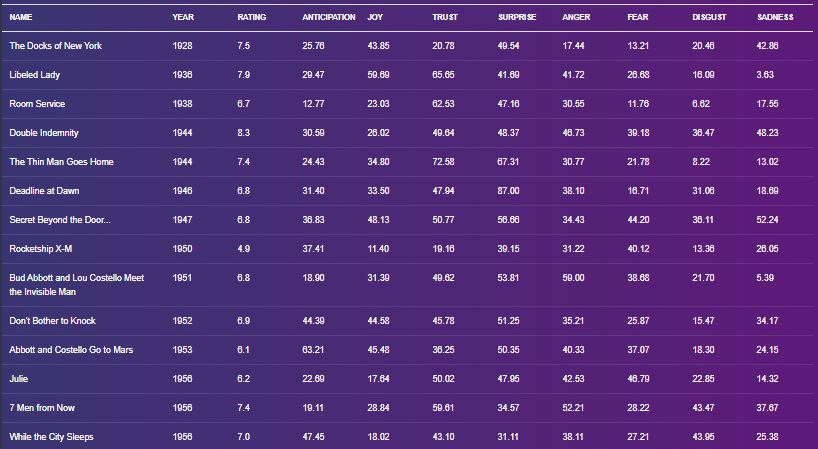 NAME YEAR RATING ANTICIPATION JOY TRUST SURPRISE ANGER FEAR DISGUST SADNESS
The Docks of New York 1928 7.5 25.76 43.85 20.78 49.54 17.44 13.21 20.46 42.86
Libeled Lady 1936 7.9 29.47 59.69 65.65 41.69 41.72 26.68 16.09 3.63
Room Service 1938 6.7 12.77 23.03 62.53 47.16 30.55 11.76 6.62 17.55
Double Indemnity 1944 8.3 30.59 26.02 49.64 48.37 46.73 39.18 36.47 48.23
The Thin Man Goes Home 1944 7.4 24.43 34.80 72.58 67.31 30.77 21.78 8.22 13.02
Deadline at Dawn 1946 6.8 31.40 33.50 47.94 87.00 38.10 16.71 31.06 18.69
Secret Beyond the Door... 1947 6.8 36.83 48.13 50.77 56.66 34.43 44.20 36.11 52.24
Rocketship X-M 1950 4.9 37.41 11.40 19.16 39.15 31.22 40.12 13.36 26.05
Bud Abbott and Lou Costello Meet 1951 6.8 18.90 31.39 49.62 53.81 59.00 38.68 21.70 5.39
the Invisible Man
Don't Bother to Knock 1952 6.9 44.39 44.58 45.78 51.25 35.21 25.87 15.47 34.17
Abbott and Costello Go to Mars 1953 6.1 63.21 45.48 36.25 50.35 40.33 37.07 18.30 24.15
Julie 1956 6.2 22.69 17.64 50.02 47.95 42.53 46.79 22.85 14.32
7 Men from Now 1956 7.4 19.11 28.84 59.61 34.57 52.21 28.22 43.47 37.67
While the City Sleeps 1956 7.0 47.45 18.02 43.10 31.11 38.11 27.21 43.95 25.38